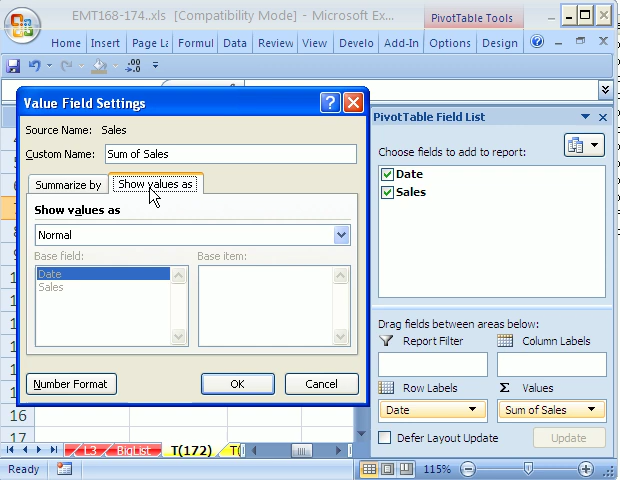 EMT168-174..xls [Compatibility Mode] - Microsoft Ex...
PivotTable Tools
Home Insert Page La Formul Data Review View Develo Add-In Options Design
Value Field Settings
Source Name: Sales
Custom Name: Sum of Sales
Summarize by Show values as
Show values as
Normal
Base field: Base item:
Date
Sales
Number Format OK Cancel
PivotTable Field List
Choose fields to add to report:
Date
Sales
Drag fields between areas below:
Report Filter Column Labels
Row Labels Σ Values
Date Sum of Sales
Defer Layout Update Update
16
17
L3 BigList T(172) T(
Ready 115%